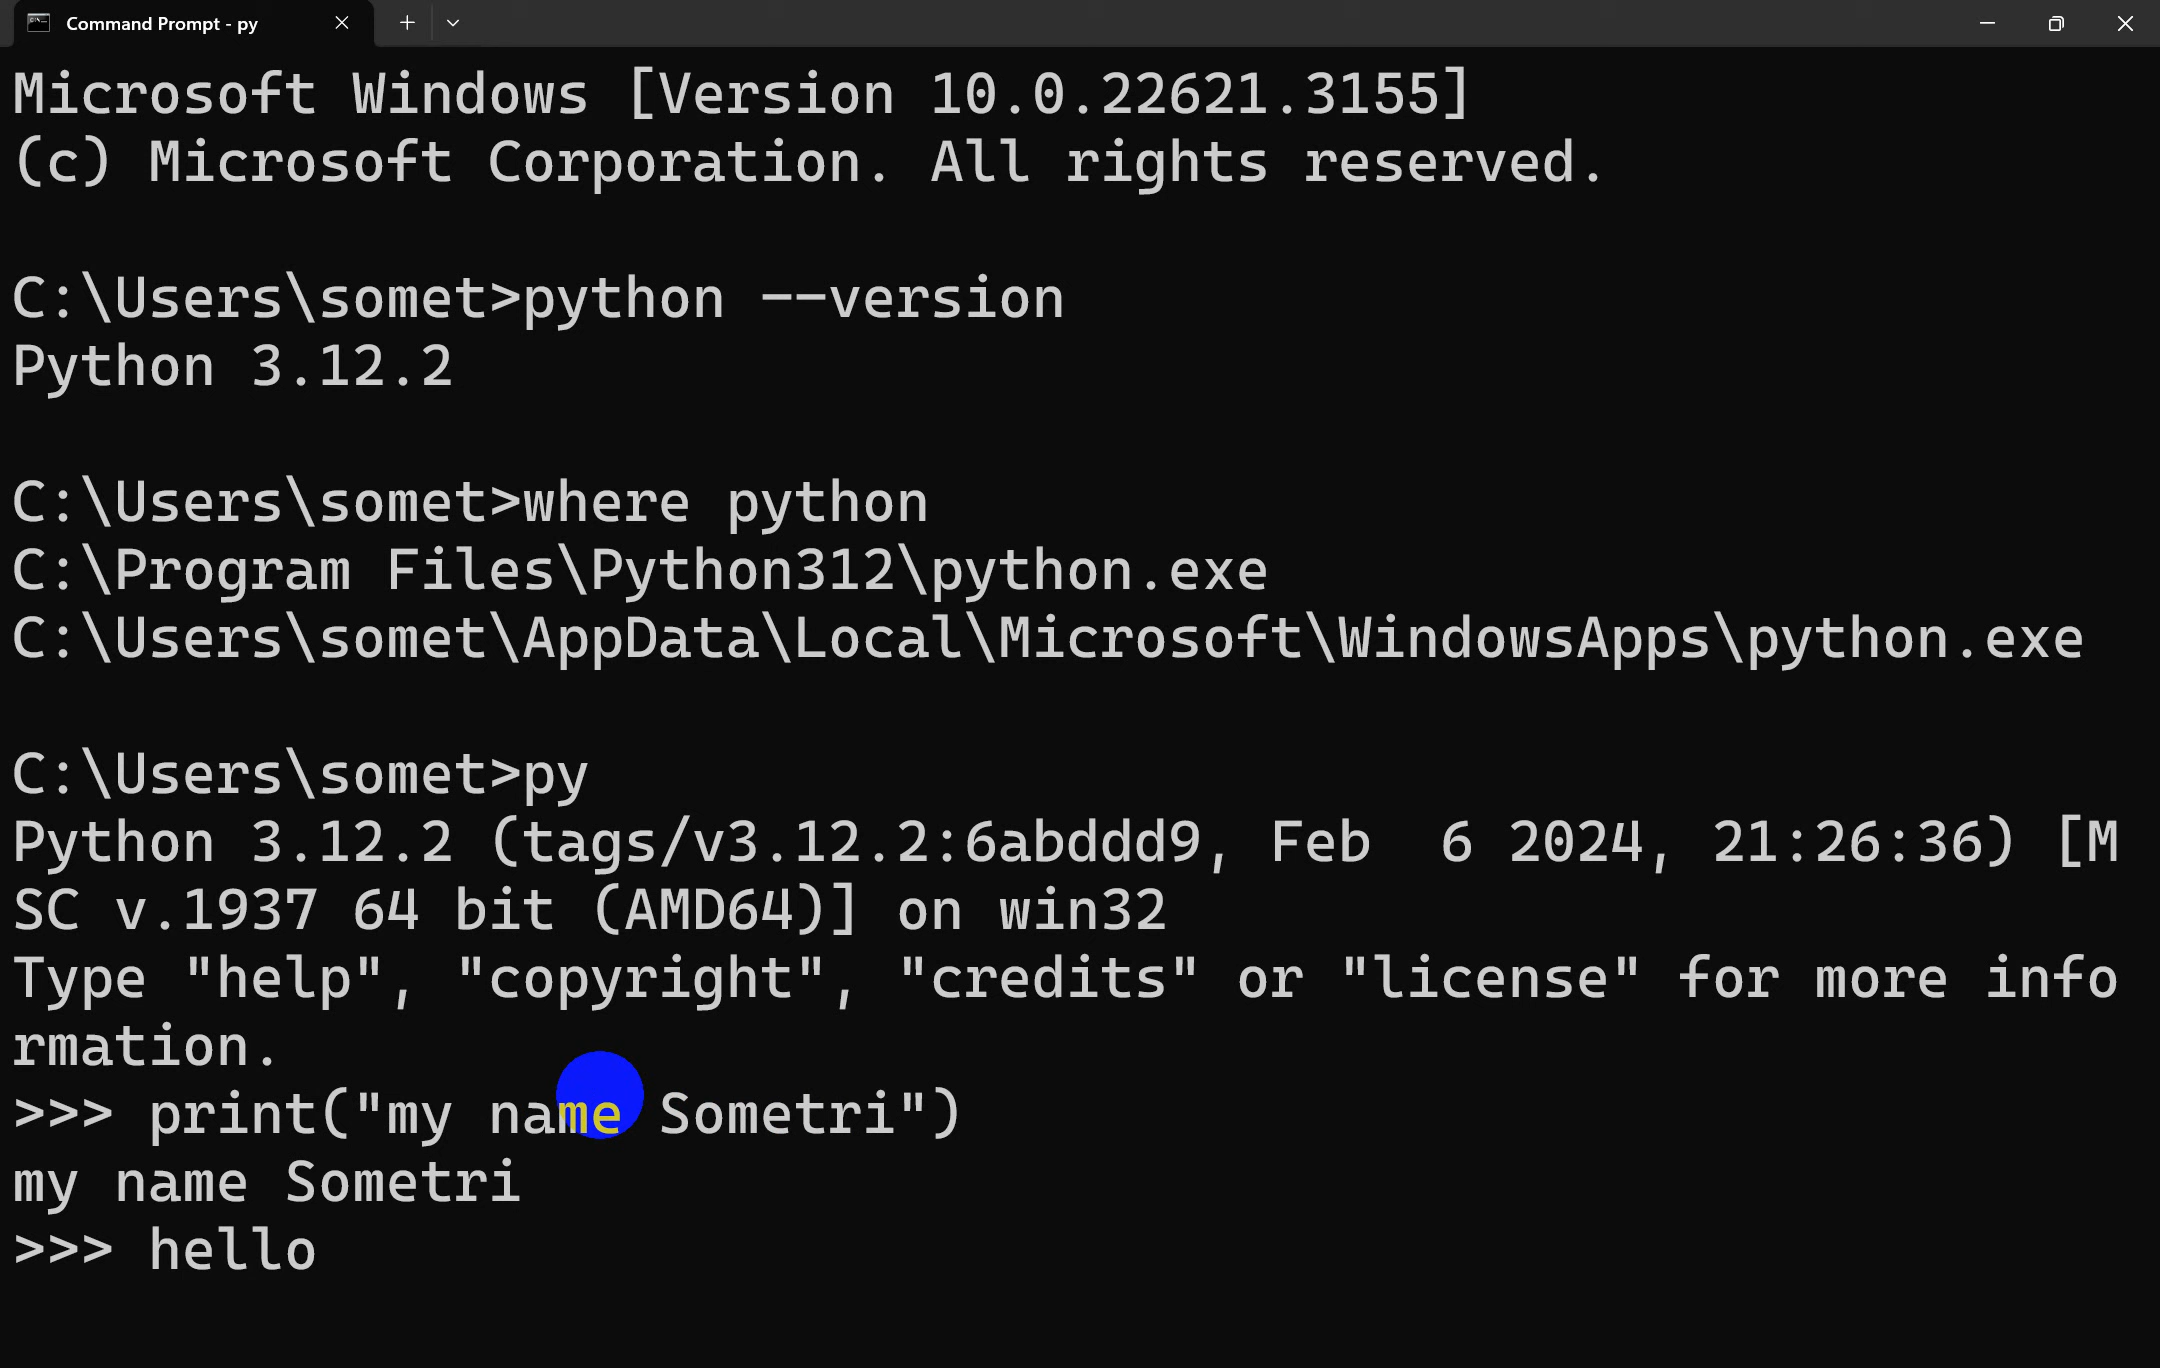 Command Prompt - py
Microsoft Windows [Version 10.0.22621.3155]
(c) Microsoft Corporation. All rights reserved.
C:\Users\somet>python --version
Python 3.12.2
C:\Users\somet>where python
C:\Program Files\Python312\python.exe
C:\Users\somet\AppData\Local\Microsoft\WindowsApps\python.exe
C:\Users\somet>py
Python 3.12.2 (tags/v3.12.2:6abddd9, Feb  6 2024, 21:26:36) [M
SC v.1937 64 bit (AMD64)] on win32
Type "help", "copyright", "credits" or "license" for more info
rmation.
>>> print("my name Sometri")
my name Sometri
>>> hello